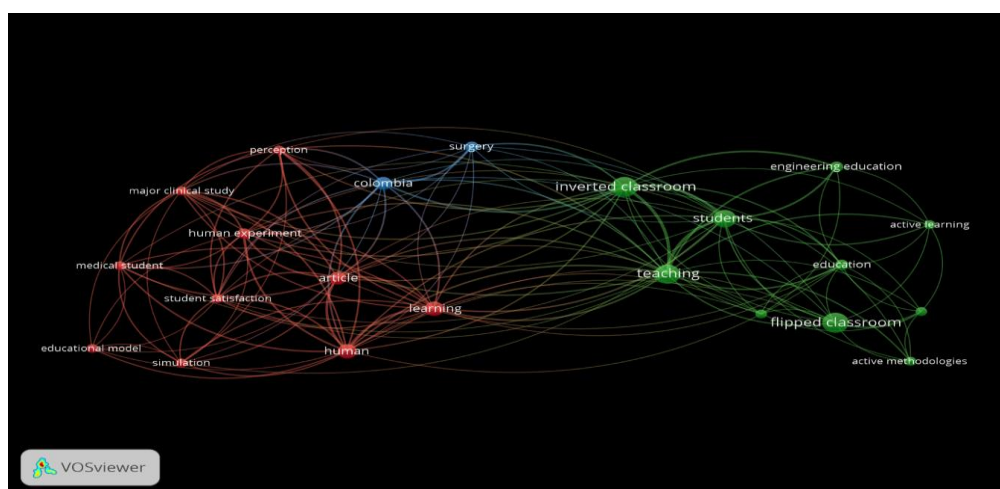 surgery
perception
engineering education
colombia
inverted classroom
major clinical study
students
active learning
human experiment
medical student
education
teaching
article
student satisfaction
learning
flipped classroom
educational model
human
simulation
active methodologies
VOSviewer